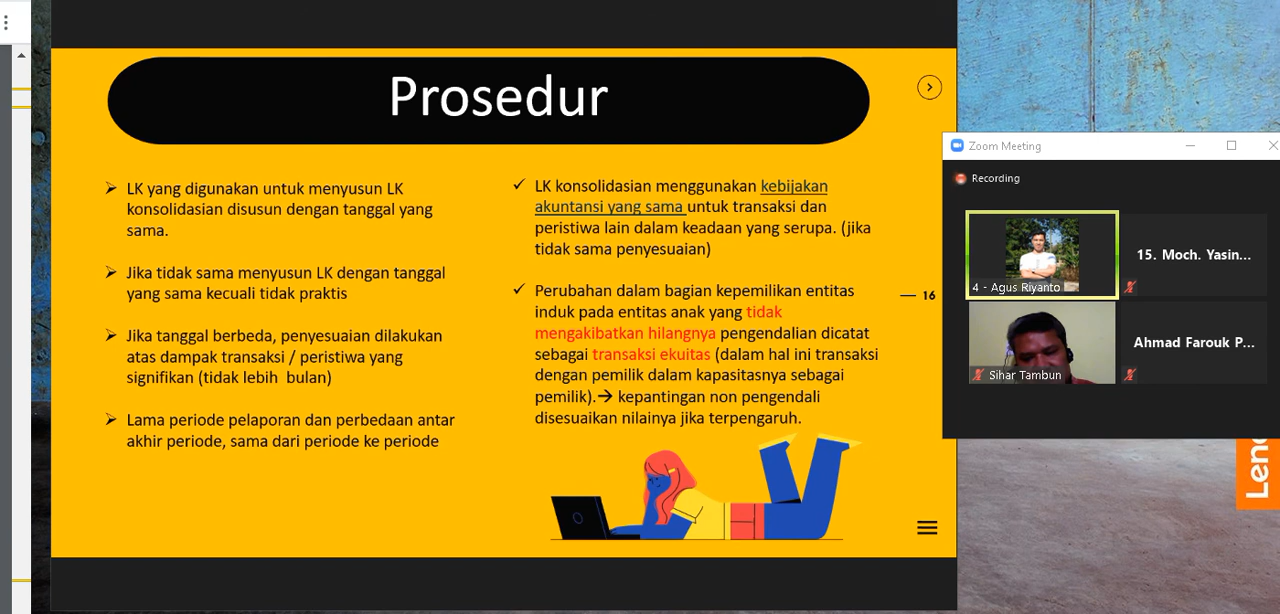 Prosedur
LK yang digunakan untuk menyusun LK
konsolidasian disusun dengan tanggal yang
sama.
Jika tidak sama menyusun LK dengan tanggal
yang sama kecuali tidak praktis
Jika tanggal berbeda, penyesuaian dilakukan
atas dampak transaksi / peristiwa yang
signifikan (tidak lebih bulan)
Lama periode pelaporan dan perbedaan antar
akhir periode, sama dari periode ke periode
LK konsolidasian menggunakan kebijakan
akuntansi yang sama untuk transaksi dan
peristiwa lain dalam keadaan yang serupa. (jika
tidak sama penyesuaian)
Perubahan dalam bagian kepemilikan entitas
induk pada entitas anak yang tidak
mengakibatkan hilangnya pengendalian dicatat
sebagai transaksi ekuitas (dalam hal ini transaksi
dengan pemilik dalam kapasitasnya sebagai
pemilik).→ kepantingan non pengendali
disesuaikan nilainya jika terpengaruh.
16
Zoom Meeting
Recording
4 - Agus Riyanto
15. Moch. Yasin...
Sihar Tambun
Ahmad Farouk P...
Leno